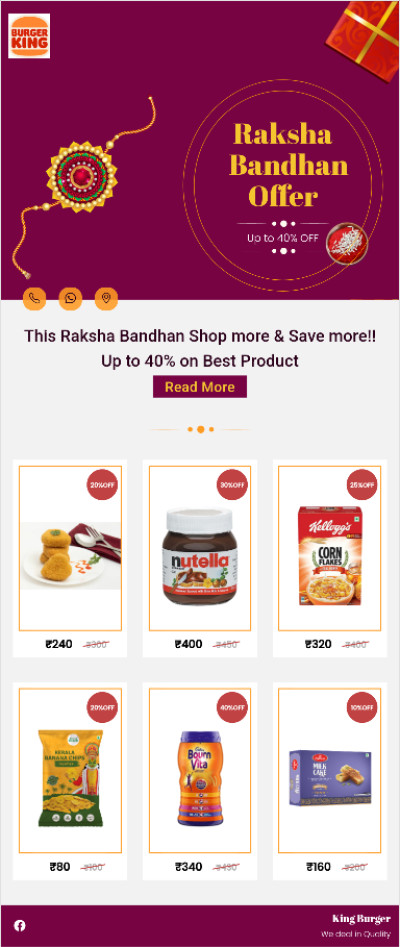 BURGER
KING
Raksha
Bandhan
Offer
Up to 40% OFF
This Raksha Bandhan Shop more & Save more!!
Up to 40% on Best Product
Read More
20%OFF
30%OFF
25%OFF
nutella
Kellogg's
CORN
FLAKES
₹240 ₹300
₹400 ₹450
₹320 ₹400
20%OFF
40%OFF
10%OFF
KERALA
BANANA CHIPS
Bourn
Vita
MILK
CAKE
₹80 ₹100
₹340
₹160 ₹200
King Burger
We deal in Quality